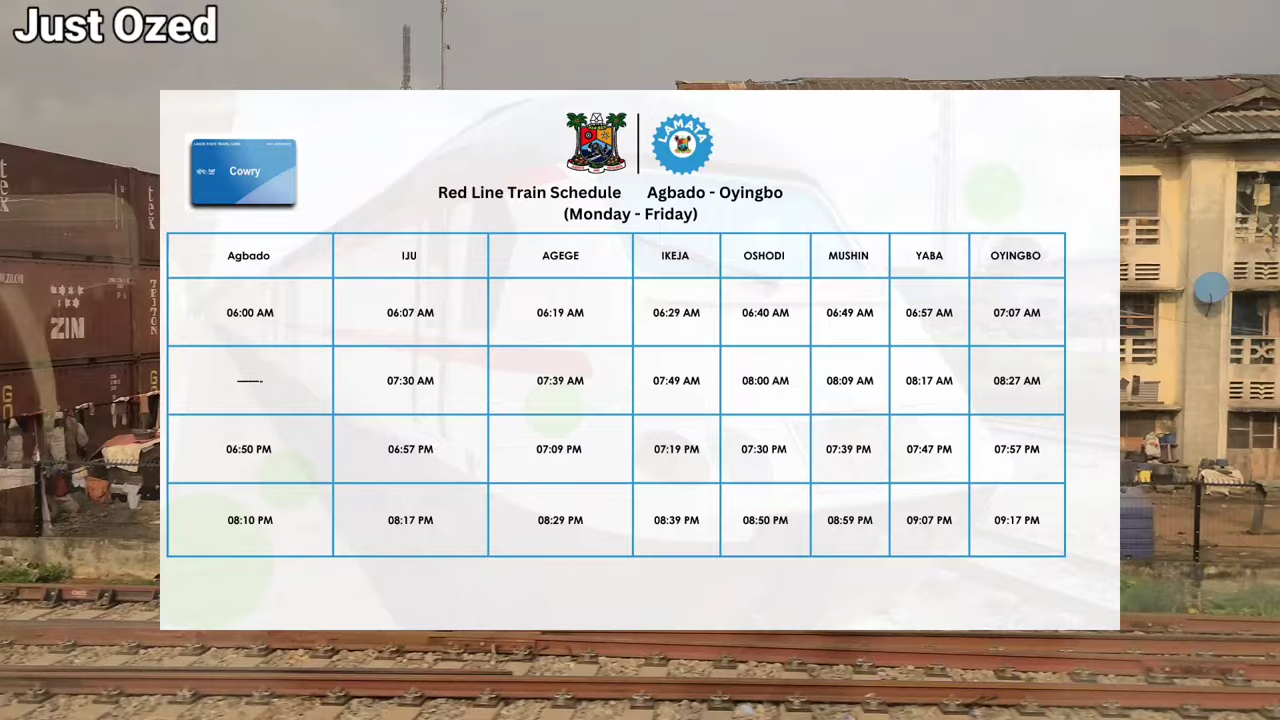 Just Ozed
Cowry
LAMATA
Red Line Train Schedule Agbado - Oyingbo
(Monday - Friday)
Agbado IJU AGEGE IKEJA OSHODI MUSHIN YABA OYINGBO
06:00 AM 06:07 AM 06:19 AM 06:29 AM 06:40 AM 06:49 AM 06:57 AM 07:07 AM
——- 07:30 AM 07:39 AM 07:49 AM 08:00 AM 08:09 AM 08:17 AM 08:27 AM
06:50 PM 06:57 PM 07:09 PM 07:19 PM 07:30 PM 07:39 PM 07:47 PM 07:57 PM
08:10 PM 08:17 PM 08:29 PM 08:39 PM 08:50 PM 08:59 PM 09:07 PM 09:17 PM
tex
tex
ZIN
TRITON